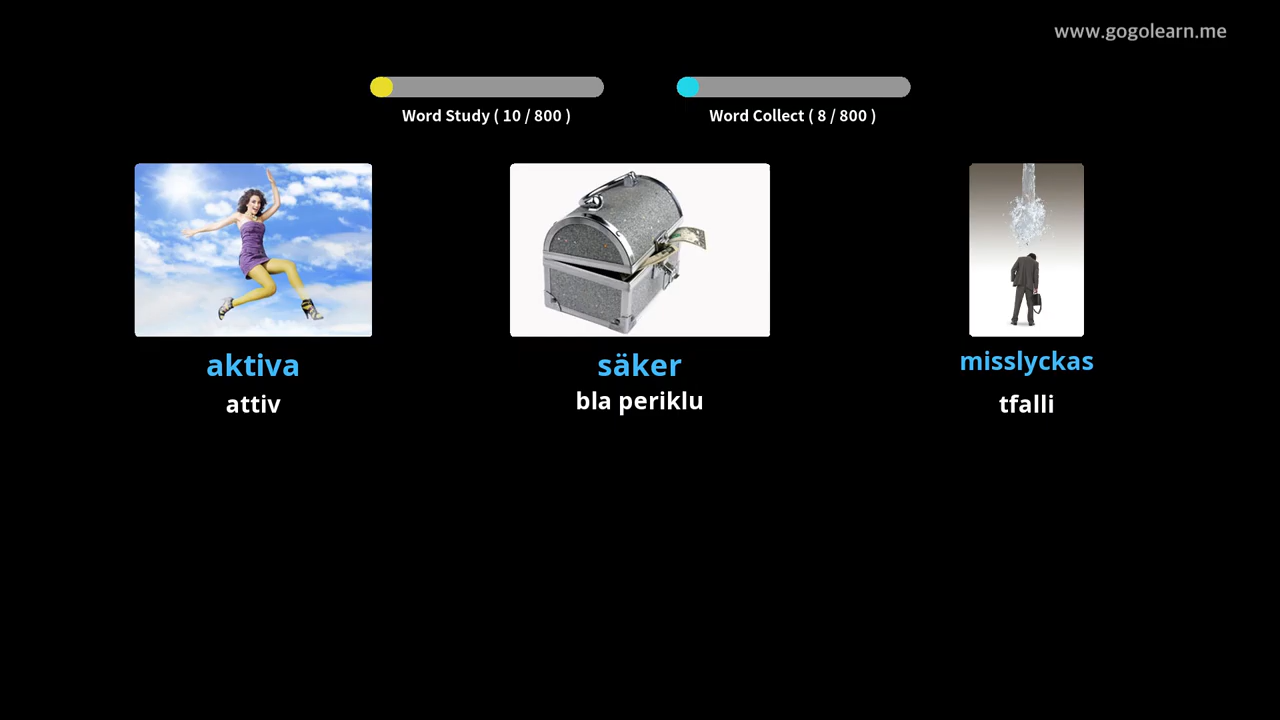 www.gogolearn.me
Word Study ( 10 / 800 )
Word Collect ( 8 / 800 )
aktiva
attiv
säker
bla periklu
misslyckas
tfalli